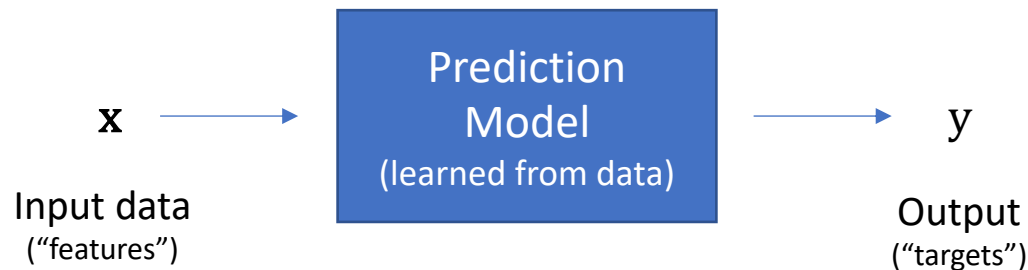 x
Input data
(“features”)
Prediction
Model
(learned from data)
y
Output
(“targets”)